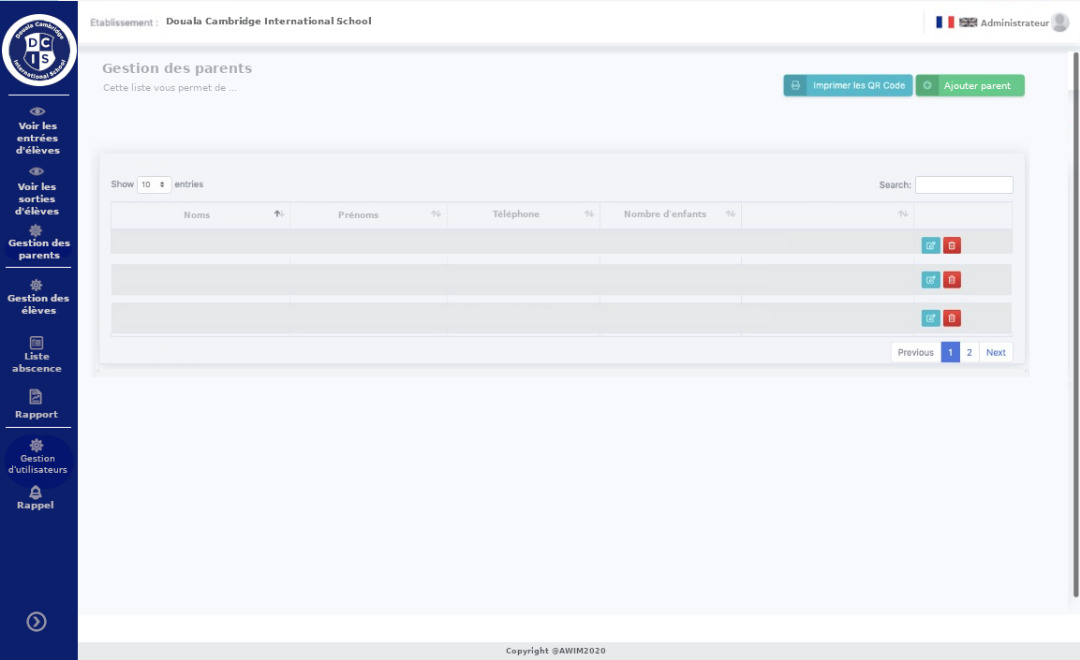 Etablissement : Douala Cambridge International School
Administrateur
Douala Cambridge
DC
IS
International School
Voir les
entrées
d'élèves
Voir les
sorties
d'élèves
Gestion des
parents
Gestion des
élèves
Liste
abscence
Rapport
Gestion
d'utilisateurs
Rappel
Gestion des parents
Cette liste vous permet de ...
Imprimer les QR Code
Ajouter parent
Show 10 entries
Search:
Noms Prénoms Téléphone Nombre d'enfants
Previous 1 2 Next
Copyright @AWIM2020